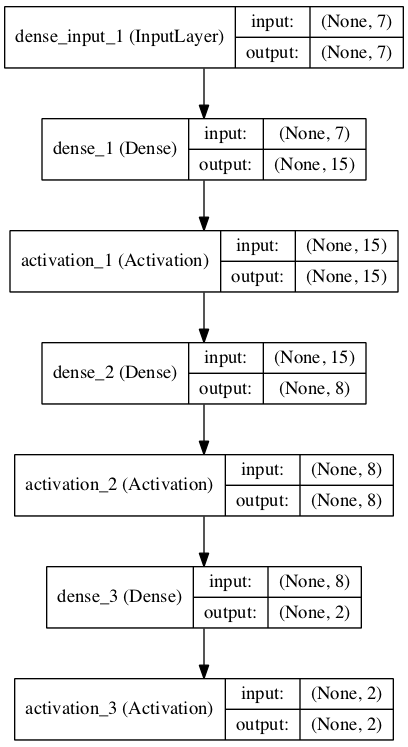 dense_input_1 (InputLayer)
input: (None, 7)
output: (None, 7)
dense_1 (Dense)
input: (None, 7)
output: (None, 15)
activation_1 (Activation)
input: (None, 15)
output: (None, 15)
dense_2 (Dense)
input: (None, 15)
output: (None, 8)
activation_2 (Activation)
input: (None, 8)
output: (None, 8)
dense_3 (Dense)
input: (None, 8)
output: (None, 2)
activation_3 (Activation)
input: (None, 2)
output: (None, 2)